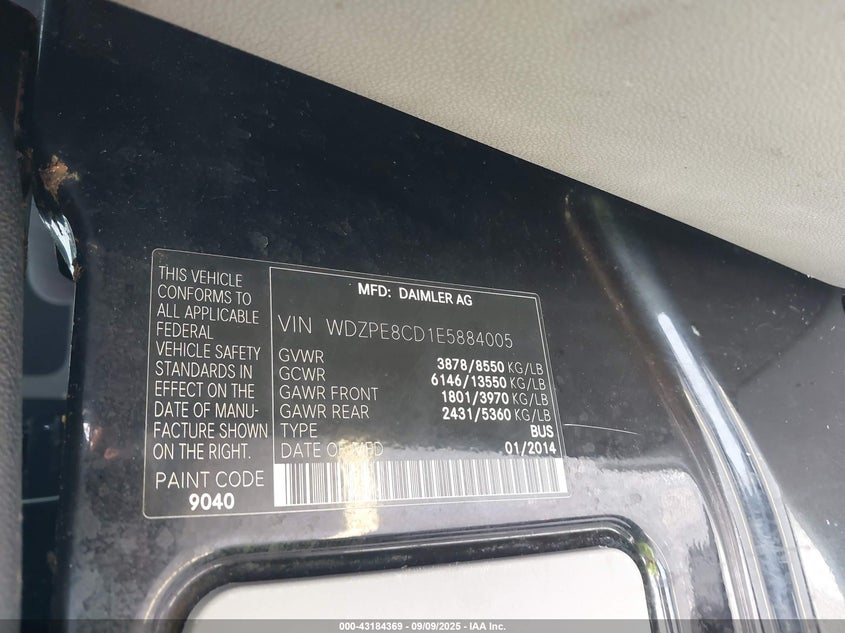 THIS VEHICLE
CONFORMS TO
ALL APPLICABLE
FEDERAL
VEHICLE SAFETY
STANDARDS IN
EFFECT ON THE
DATE OF MANU-
FACTURE SHOWN
ON THE RIGHT.
PAINT CODE
9040
MFD: DAIMLER AG
VIN WDZPE8CD1E5884005
GVWR 3878/8550 KG/LB
GCWR 6146/13550 KG/LB
GAWR FRONT 1801/3970 KG/LB
GAWR REAR 2431/5360 KG/LB
TYPE BUS
DATE OF 01/2014
000-43184369 - 09/09/2025 - IAA Inc.